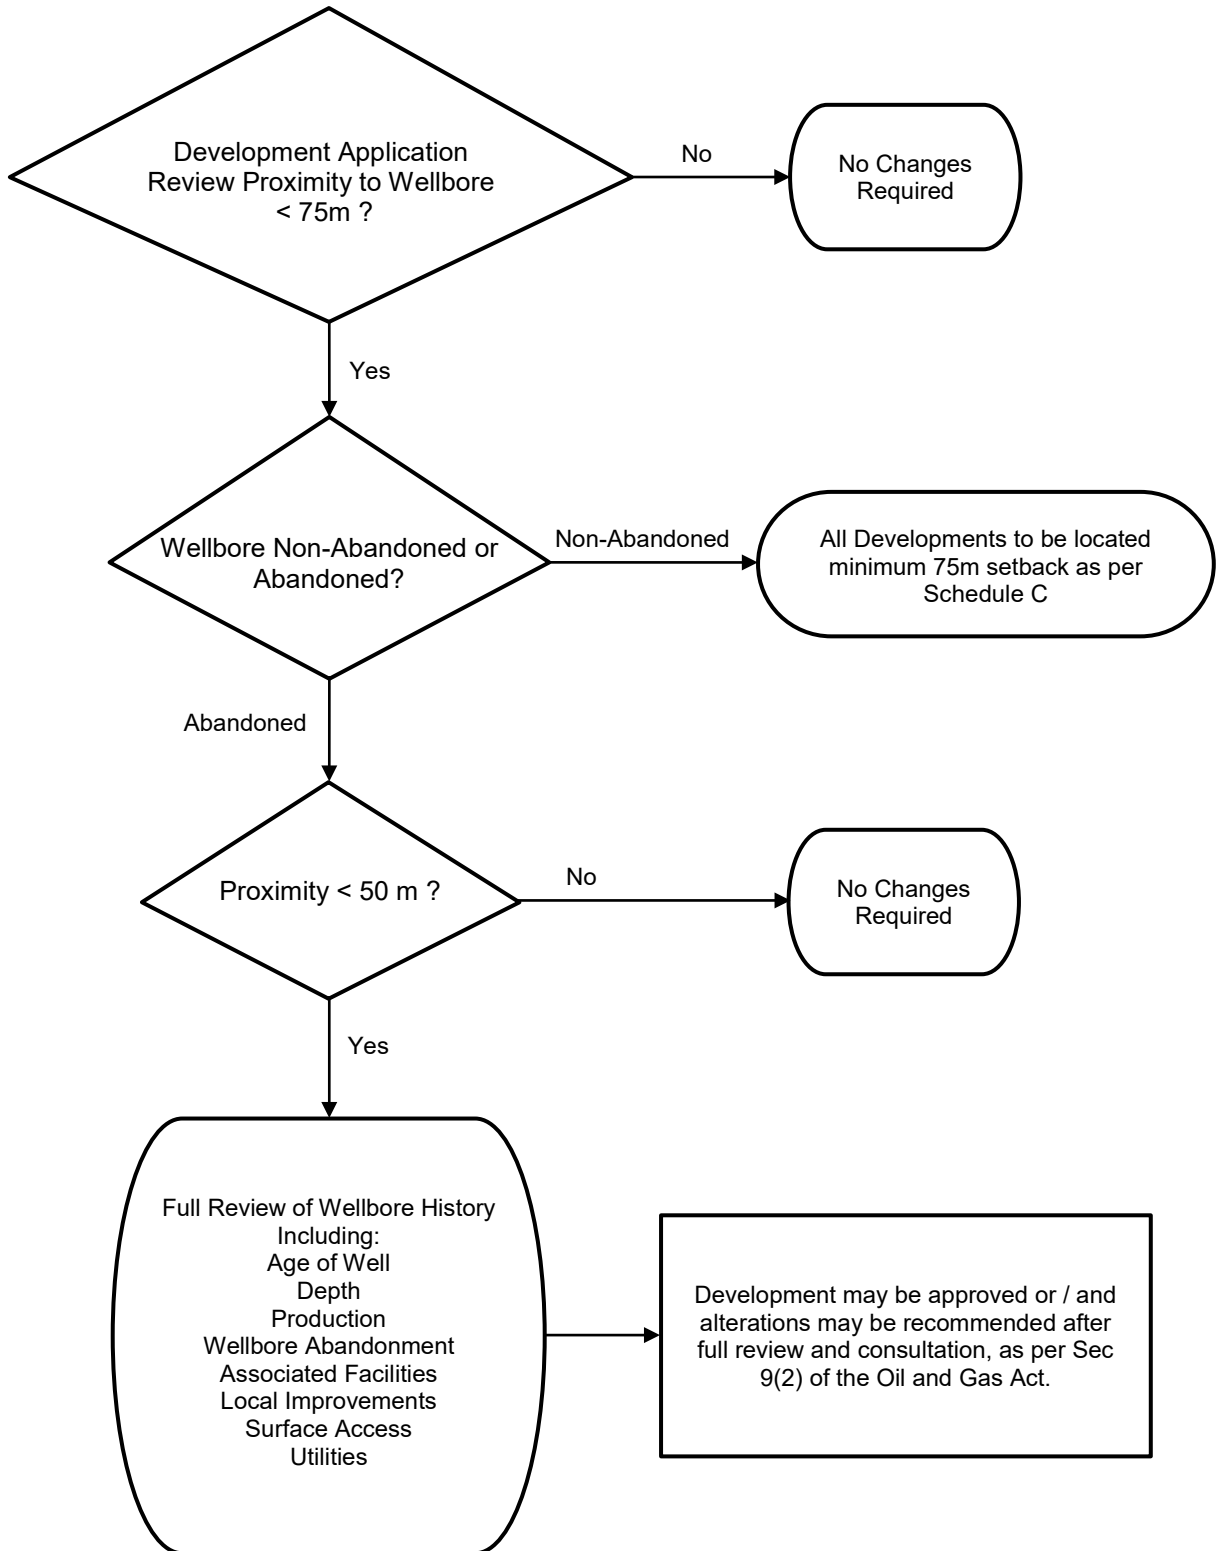 Development Application
Review Proximity to Wellbore
< 75m ?
No
No Changes
Required
Yes
Wellbore Non-Abandoned or
Abandoned?
Non-Abandoned
All Developments to be located
minimum 75m setback as per
Schedule C
Abandoned
Proximity < 50 m ?
No
No Changes
Required
Yes
Full Review of Wellbore History
Including:
Age of Well
Depth
Production
Wellbore Abandonment
Associated Facilities
Local Improvements
Surface Access
Utilities
Development may be approved or / and
alterations may be recommended after
full review and consultation, as per Sec
9(2) of the Oil and Gas Act.